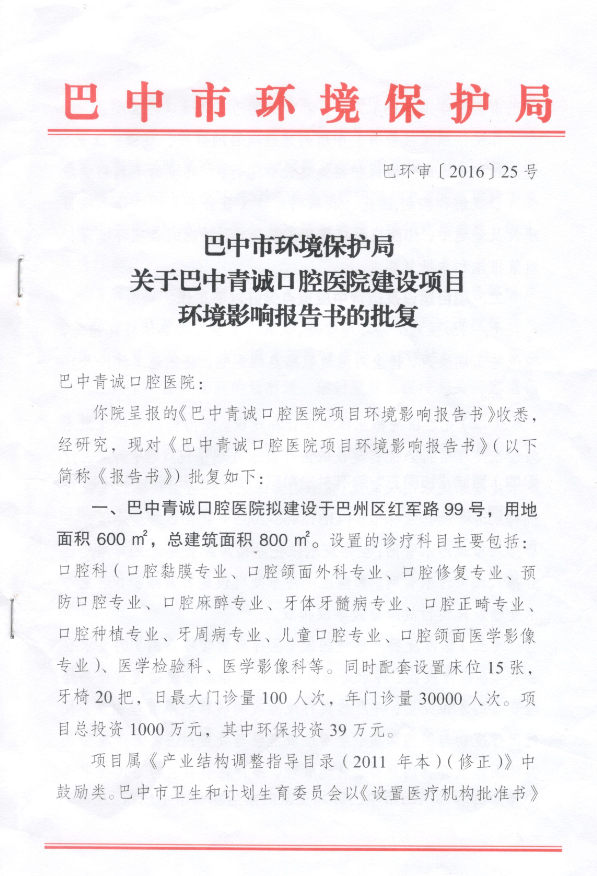 巴中市环境保护局
巴环审〔2016〕25号
巴中市环境保护局
关于巴中青诚口腔医院建设项目
环境影响报告书的批复
巴中青诚口腔医院：
你院呈报的《巴中青诚口腔医院项目环境影响报告书》收悉，
经研究，现对《巴中青诚口腔医院项目环境影响报告书》（以下
简称《报告书》）批复如下：
一、巴中青诚口腔医院拟建设于巴州区红军路99号，用地
面积600㎡，总建筑面积800㎡。设置的诊疗科目主要包括：
口腔科（口腔黏膜专业、口腔颌面外科专业、口腔修复专业、预
防口腔专业、口腔麻醉专业、牙体牙髓病专业、口腔正畸专业、
口腔种植专业、牙周病专业、儿童口腔专业、口腔颌面医学影像
专业）、医学检验科、医学影像科等。同时配套设置床位15张，
牙椅20把，日最大门诊量100人次，年门诊量30000人次。项
目总投资1000万元，其中环保投资39万元。
项目属《产业结构调整指导目录（2011年本）（修正）》中
鼓励类。巴中市卫生和计划生育委员会以《设置医疗机构批准书》